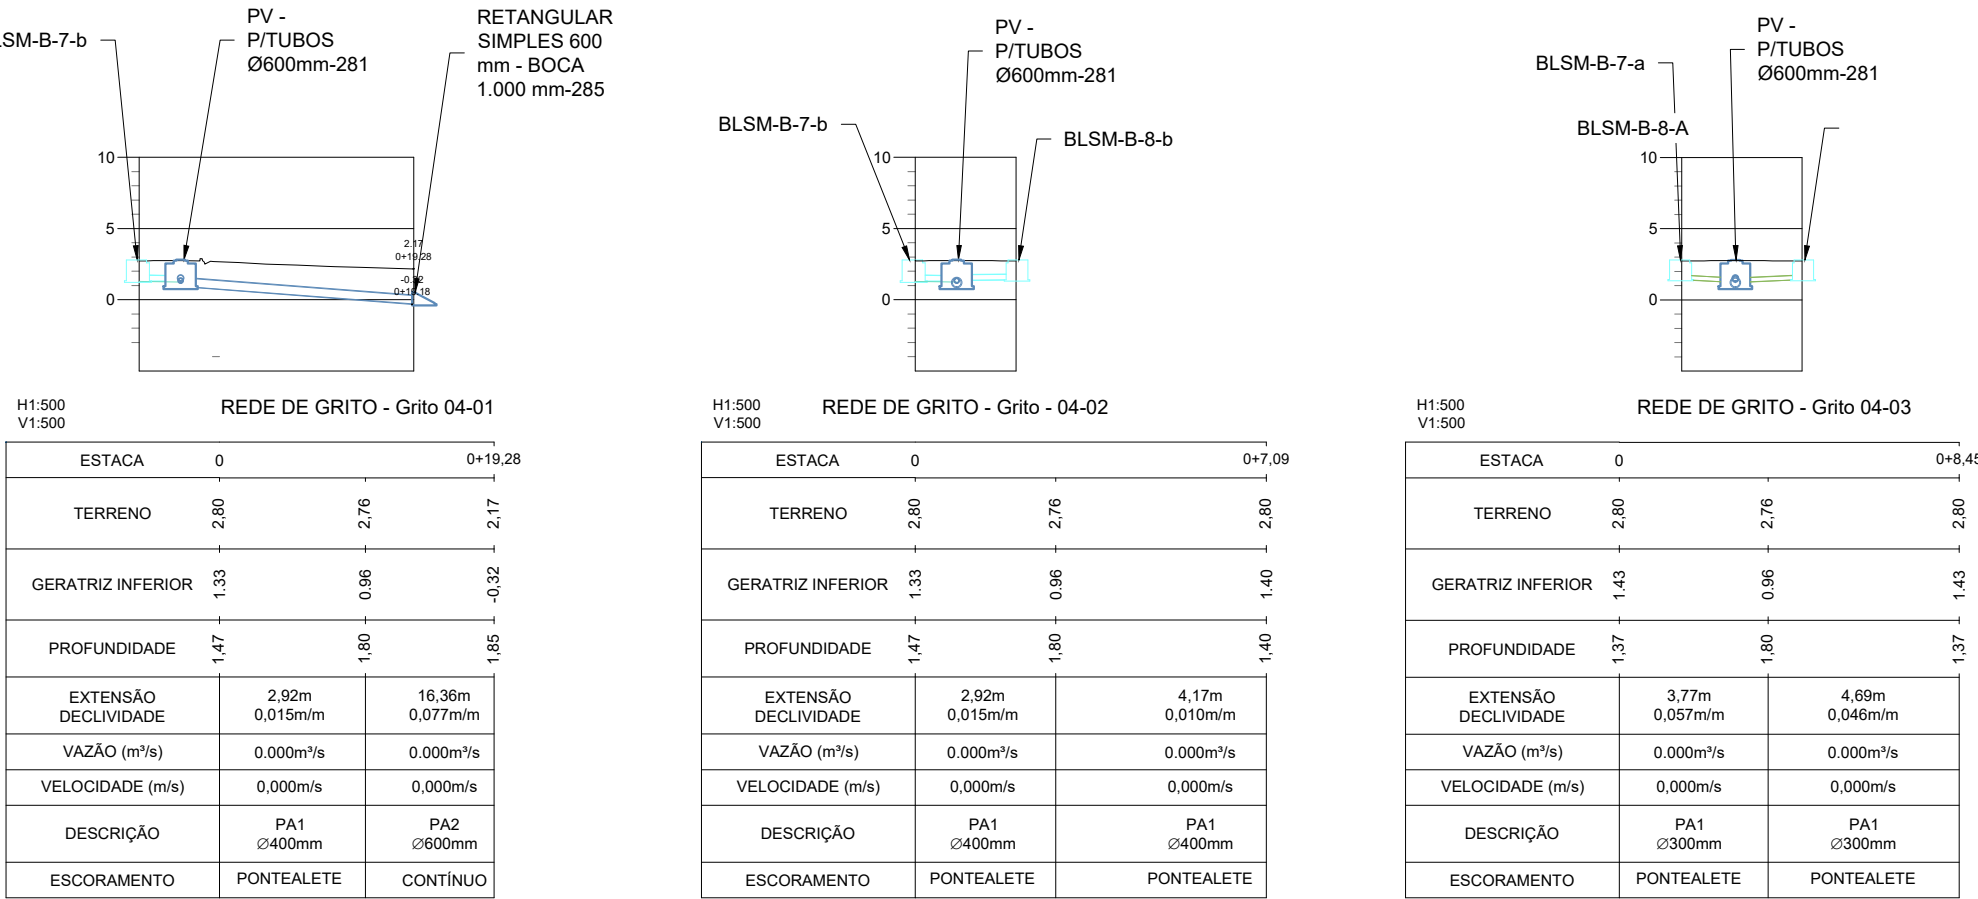 SM-B-7-b
PV -
P/TUBOS
Ø600mm-281
RETANGULAR
SIMPLES 600
mm - BOCA
1.000 mm-285
10
5
0
2.17
0+19.28
-0.32
0+19.18
H1:500
V1:500
REDE DE GRITO - Grito 04-01
ESTACA 0 0+19,28
TERRENO 2,80 2,76 2,17
GERATRIZ INFERIOR 1.33 0.96 -0,32
PROFUNDIDADE 1,47 1,80 1,85
EXTENSÃO 2,92m 16,36m
DECLIVIDADE 0,015m/m 0,077m/m
VAZÃO (m³/s) 0.000m³/s 0.000m³/s
VELOCIDADE (m/s) 0,000m/s 0,000m/s
DESCRIÇÃO PA1 PA2
∅400mm ∅600mm
ESCORAMENTO PONTEALETE CONTÍNUO
PV -
P/TUBOS
Ø600mm-281
BLSM-B-7-b
BLSM-B-8-b
10
5
0
H1:500
V1:500
REDE DE GRITO - Grito - 04-02
ESTACA 0 0+7,09
TERRENO 2,80 2,76 2,80
GERATRIZ INFERIOR 1.33 0.96 1.40
PROFUNDIDADE 1,47 1,80 1,40
EXTENSÃO 2,92m 4,17m
DECLIVIDADE 0,015m/m 0,010m/m
VAZÃO (m³/s) 0.000m³/s 0.000m³/s
VELOCIDADE (m/s) 0,000m/s 0,000m/s
DESCRIÇÃO PA1 PA1
∅400mm ∅400mm
ESCORAMENTO PONTEALETE PONTEALETE
PV -
P/TUBOS
Ø600mm-281
BLSM-B-7-a
BLSM-B-8-A
10
5
0
H1:500
V1:500
REDE DE GRITO - Grito 04-03
ESTACA 0 0+8,45
TERRENO 2,80 2,76 2,80
GERATRIZ INFERIOR 1.43 0.96 1.43
PROFUNDIDADE 1,37 1,80 1,37
EXTENSÃO 3,77m 4,69m
DECLIVIDADE 0,057m/m 0,046m/m
VAZÃO (m³/s) 0.000m³/s 0.000m³/s
VELOCIDADE (m/s) 0,000m/s 0,000m/s
DESCRIÇÃO PA1 PA1
∅300mm ∅300mm
ESCORAMENTO PONTEALETE PONTEALETE